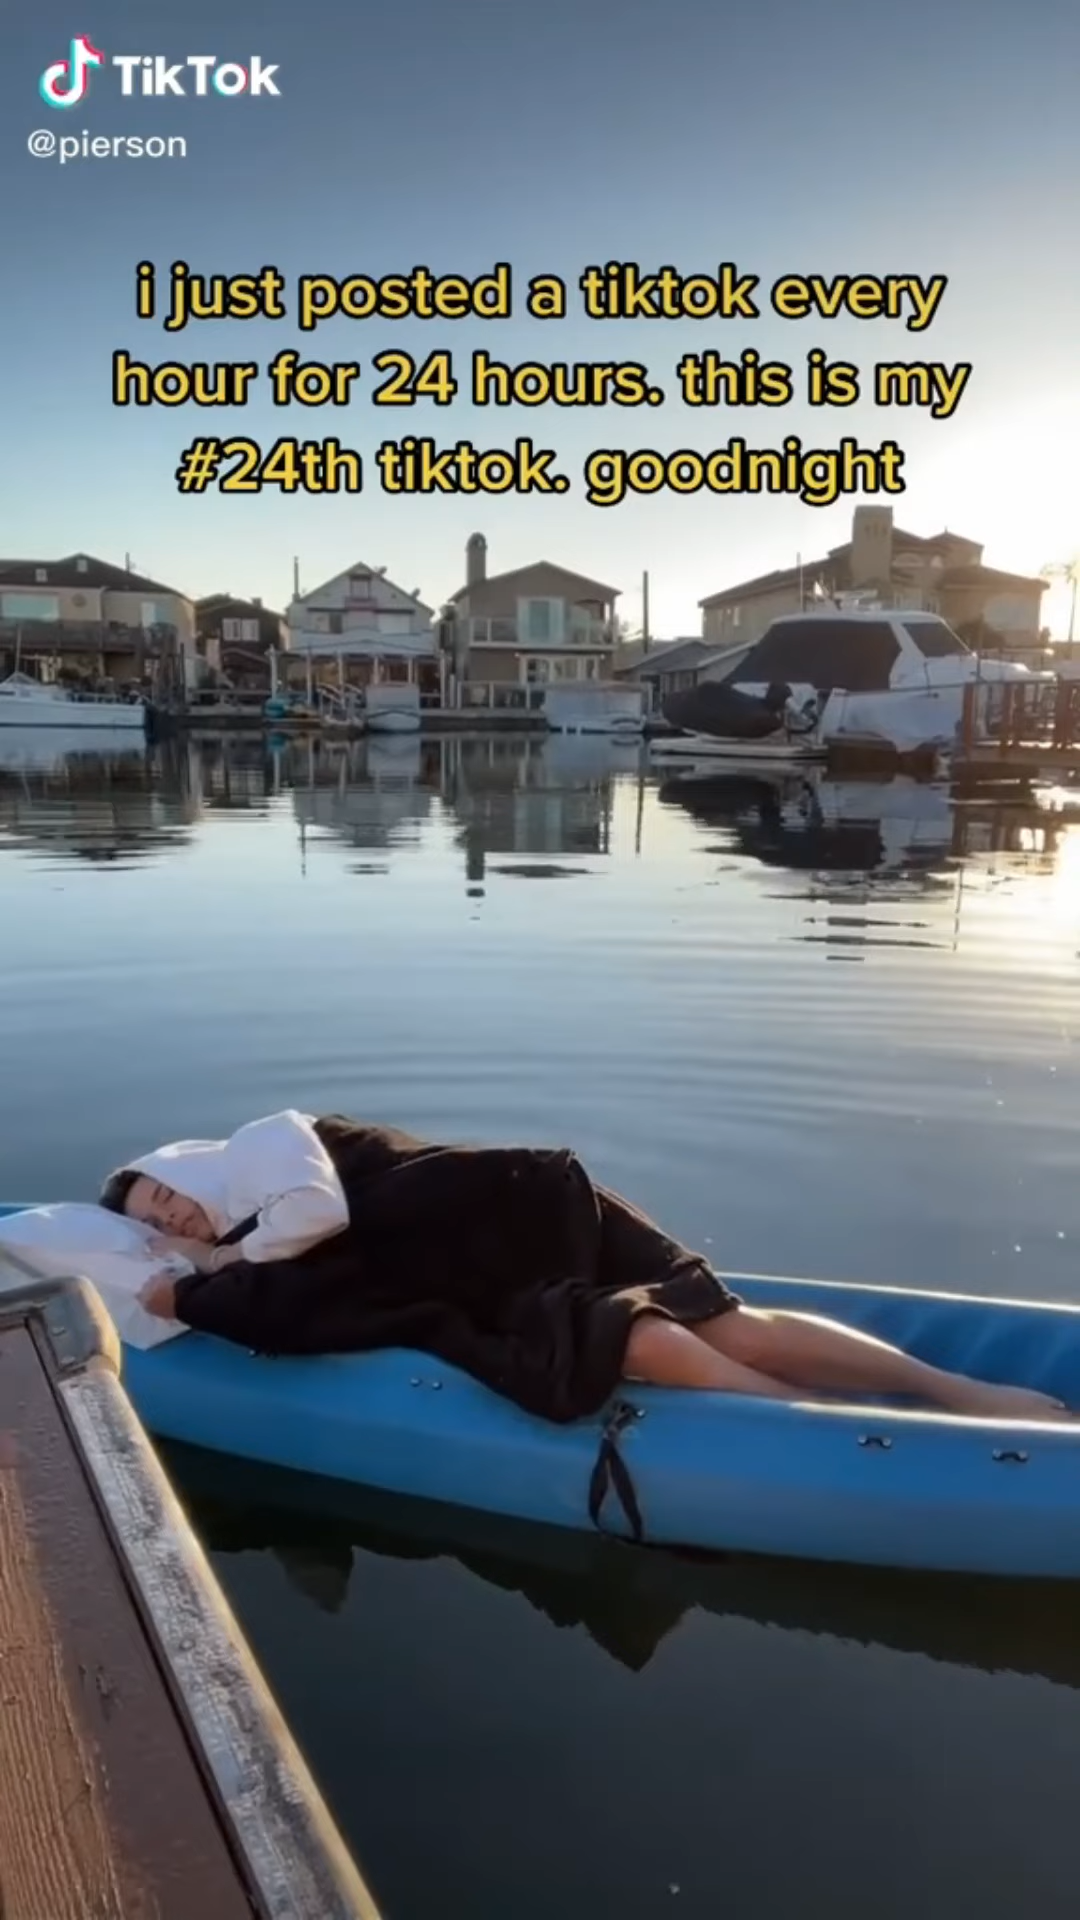 TikTok
@pierson
i just posted a tiktok every
hour for 24 hours. this is my
#24th tiktok. goodnight